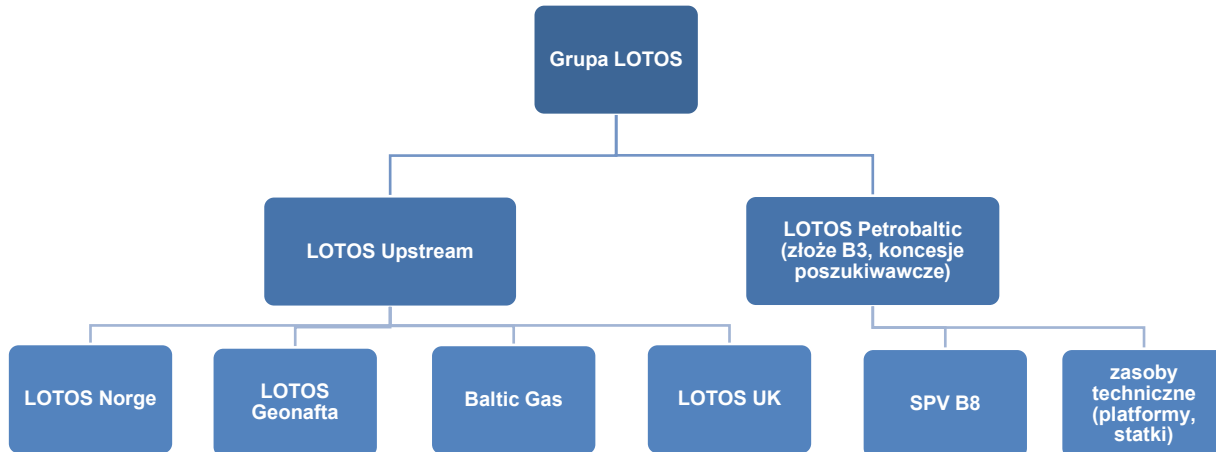 Grupa LOTOS
LOTOS Upstream
LOTOS Petrobaltic
(złoże B3, koncesje
poszukiwawcze)
LOTOS Norge
LOTOS
Geonafta
Baltic Gas
LOTOS UK
SPV B8
zasoby
techniczne
(platformy,
statki)